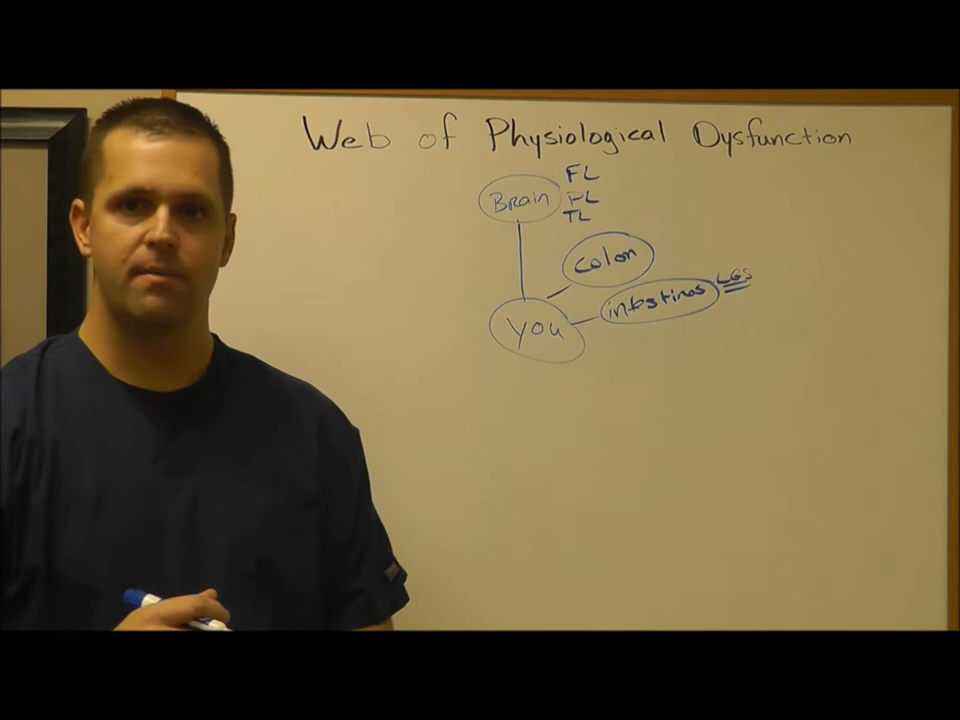 Web of Physiological Dysfunction
Brain
FL
PL
TL
colon
intestines
LGS
you